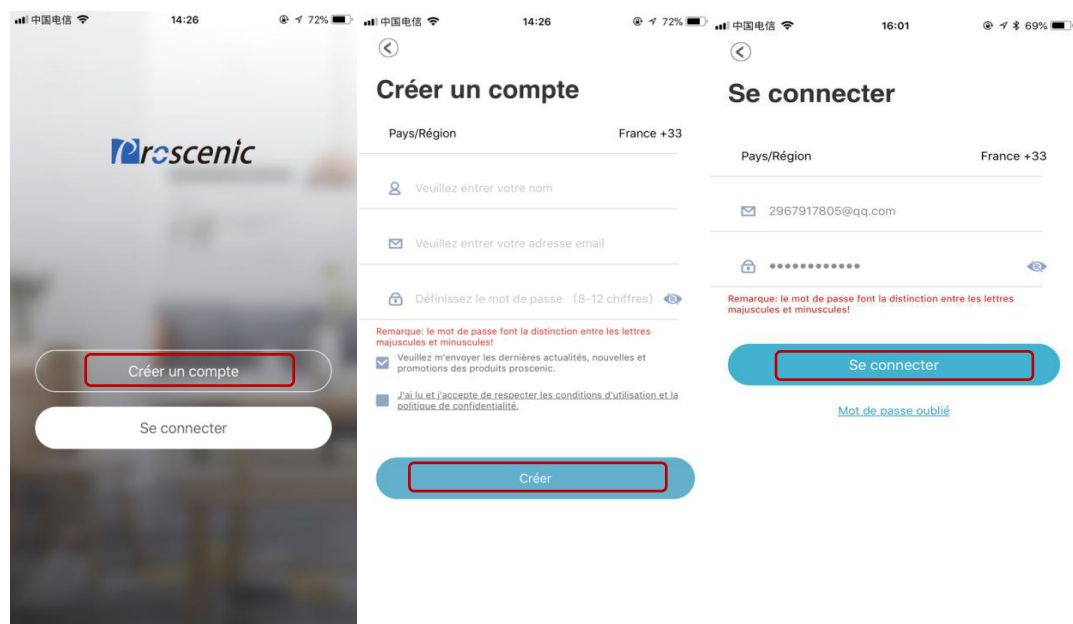 中国电信 14:26 72%
Proscenic
Créer un compte
Se connecter
中国电信 14:26 72%
Créer un compte
Pays/Région France +33
Veuillez entrer votre nom
Veuillez entrer votre adresse email
Définissez le mot de passe (8-12 chiffres)
Remarque: le mot de passe font la distinction entre les lettres
majuscules et minuscules!
Veuillez m'envoyer les dernières actualités, nouvelles et
promotions des produits proscenic.
J'ai lu et j'accepte de respecter les conditions d'utilisation et la
politique de confidentialité.
Créer
中国电信 16:01 69%
Se connecter
Pays/Région France +33
2967917805@qq.com
••••••••••••
Remarque: le mot de passe font la distinction entre les lettres
majuscules et minuscules!
Se connecter
Mot de passe oublié